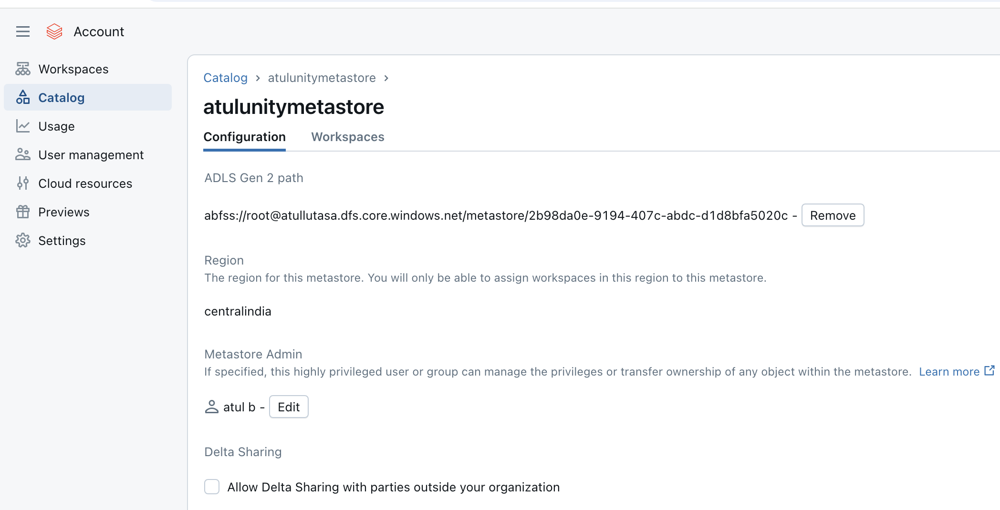 Account
Workspaces
Catalog
Usage
User management
Cloud resources
Previews
Settings
Catalog > atulunitymetastore >
atulunitymetastore
Configuration Workspaces
ADLS Gen 2 path
abfss://root@atullutasa.dfs.core.windows.net/metastore/2b98da0e-9194-407c-abdc-d1d8bfa5020c - Remove
Region
The region for this metastore. You will only be able to assign workspaces in this region to this metastore.
centralindia
Metastore Admin
If specified, this highly privileged user or group can manage the privileges or transfer ownership of any object within the metastore. Learn more
atul b - Edit
Delta Sharing
Allow Delta Sharing with parties outside your organization